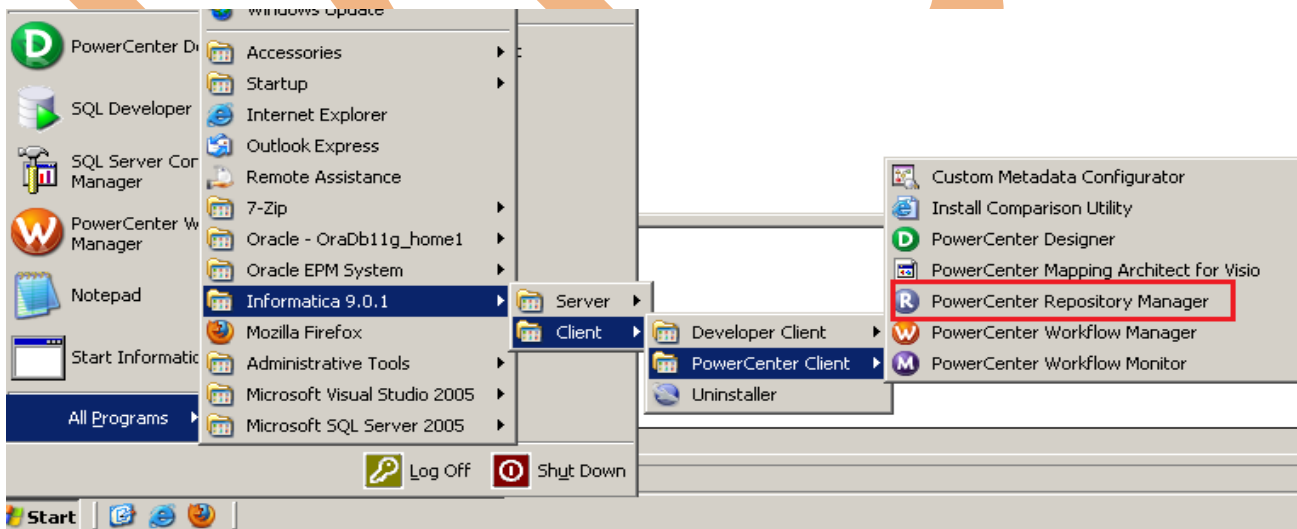 Windows Update
PowerCenter D
SQL Developer
SQL Server Con
Manager
PowerCenter W
Manager
Notepad
Start Informatic
All Programs
Accessories
Startup
Internet Explorer
Outlook Express
Remote Assistance
7-Zip
Oracle - OraDb11g_home1
Oracle EPM System
Informatica 9.0.1
Mozilla Firefox
Administrative Tools
Microsoft Visual Studio 2005
Microsoft SQL Server 2005
Server
Client
Developer Client
PowerCenter Client
Uninstaller
Custom Metadata Configurator
Install Comparison Utility
PowerCenter Designer
PowerCenter Mapping Architect for Visio
PowerCenter Repository Manager
PowerCenter Workflow Manager
PowerCenter Workflow Monitor
Log Off
Shut Down
Start